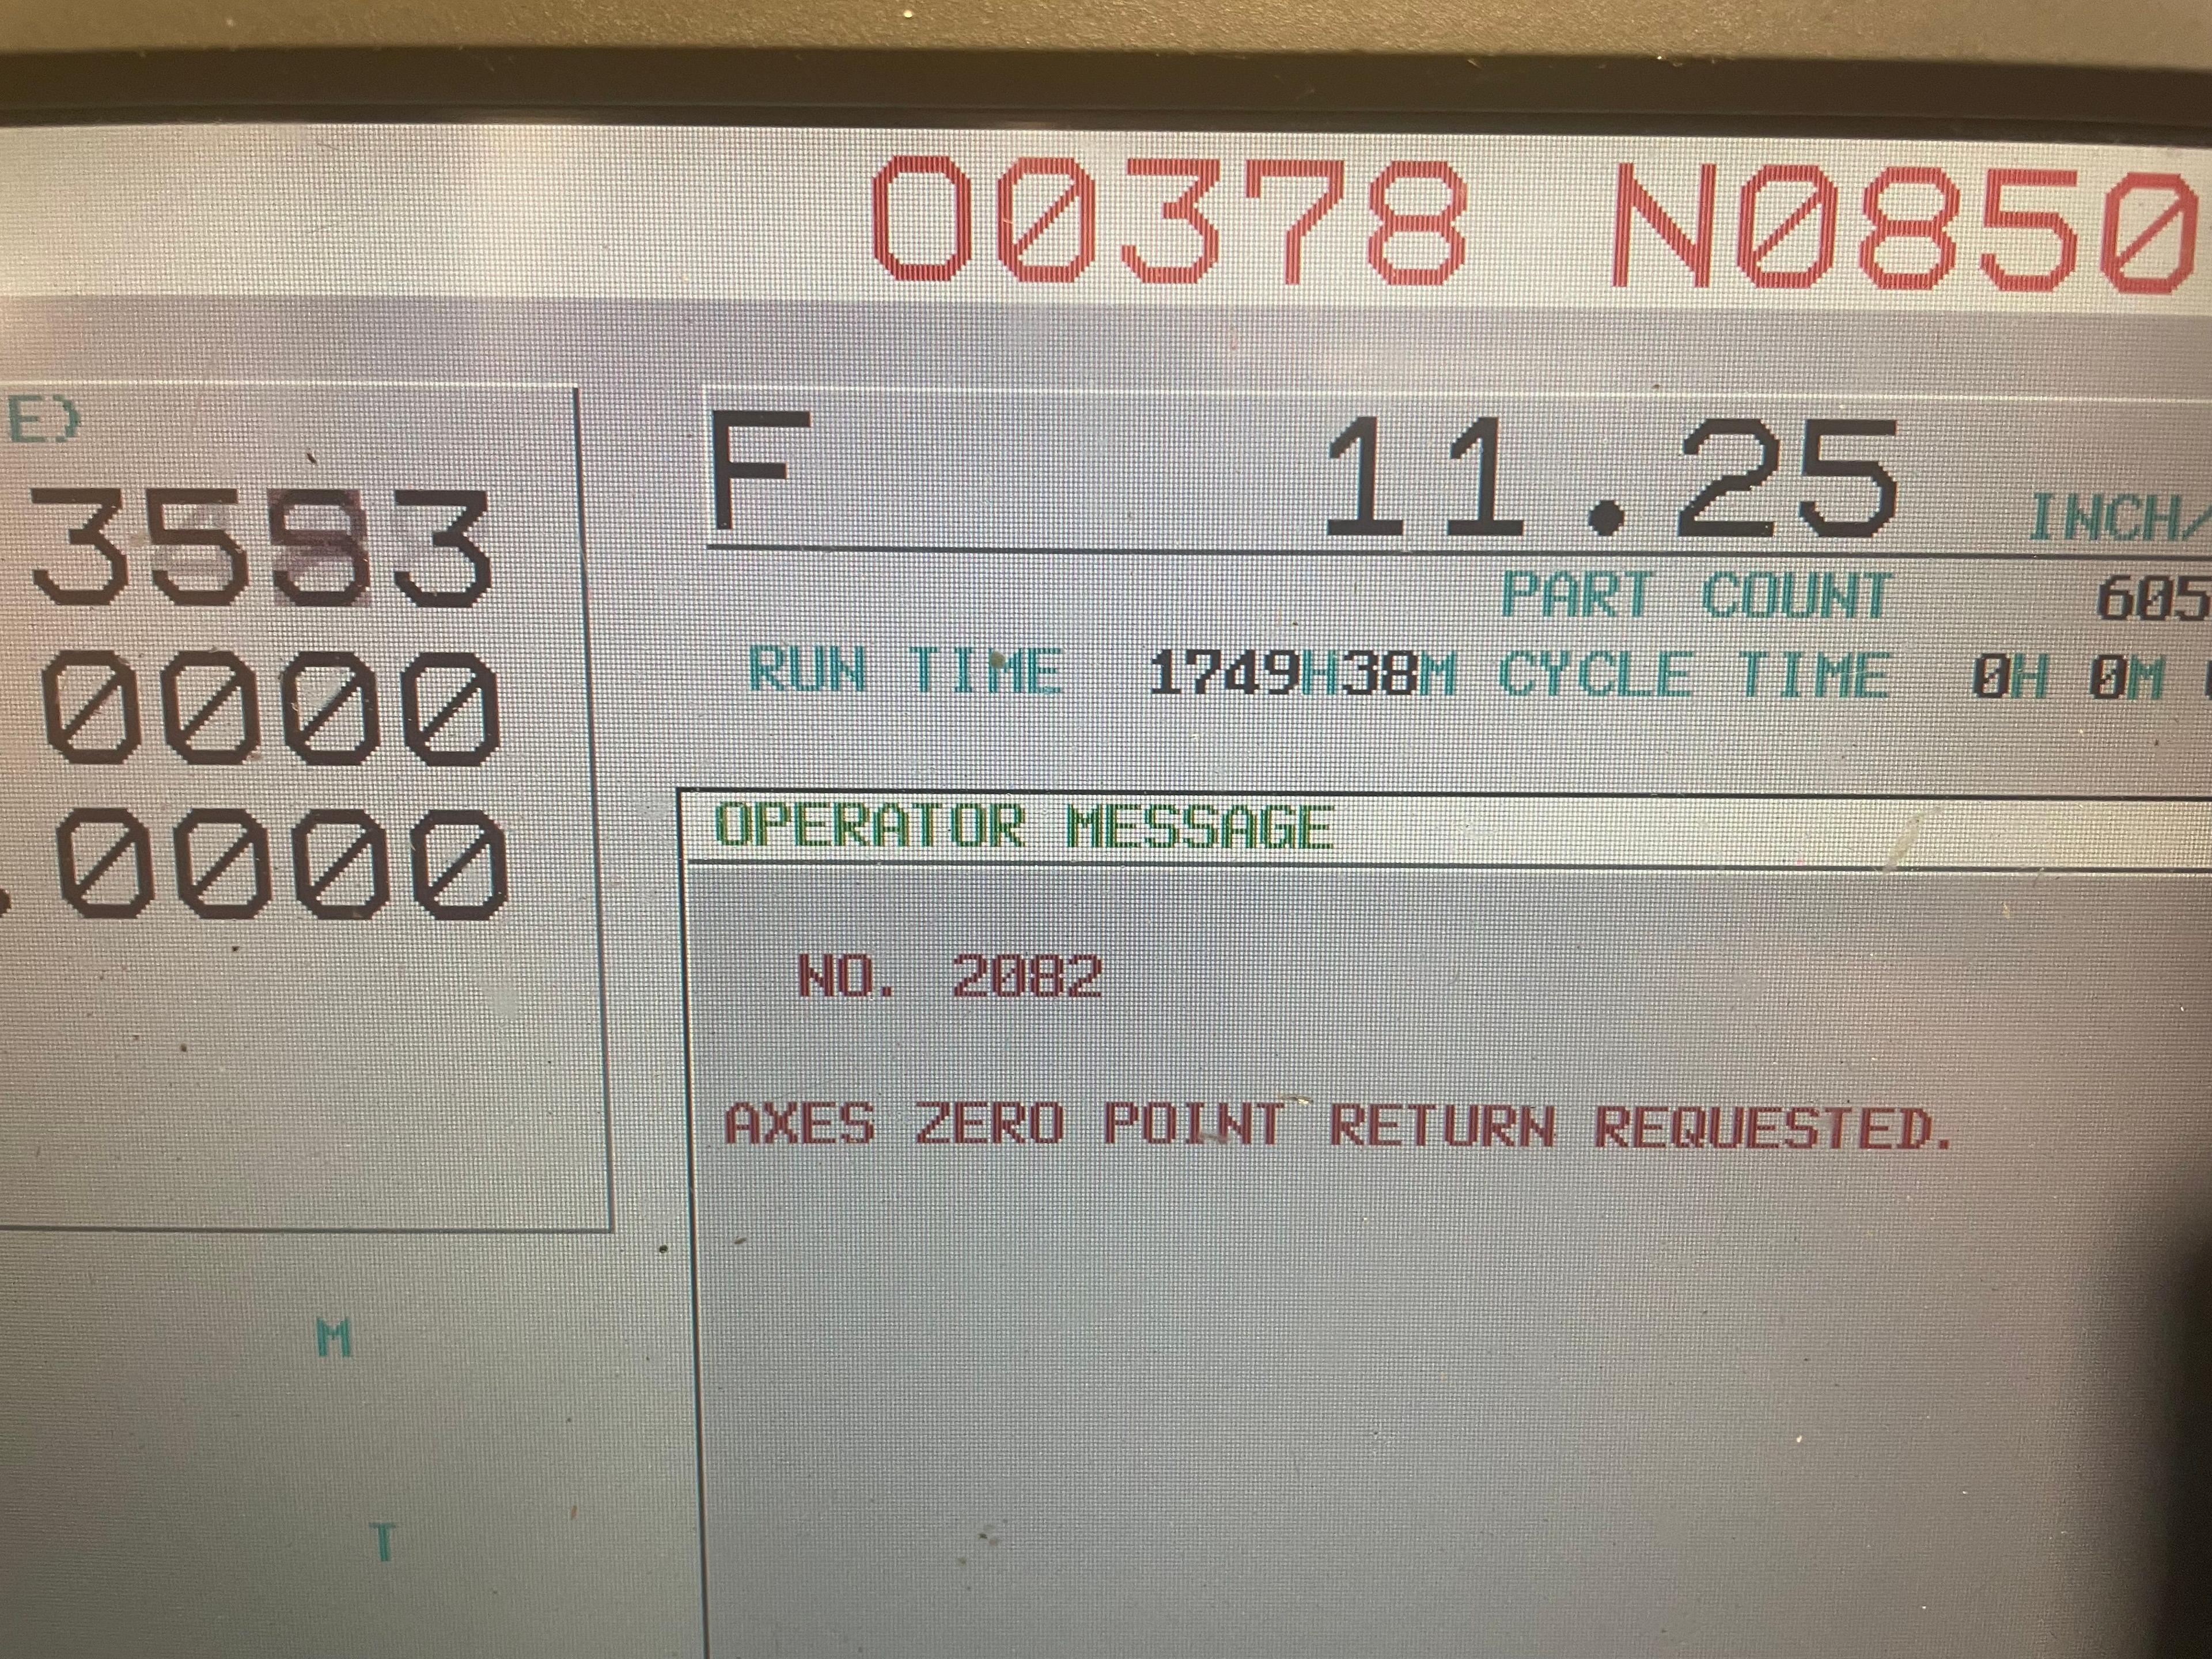 O0378 N0850
E)
F 11.25 INCH/
3593
PART COUNT 605
RUN TIME 1749H38M CYCLE TIME 0H 0M
0000
.0000
OPERATOR MESSAGE
NO. 2082
AXES ZERO POINT RETURN REQUESTED.
M
T